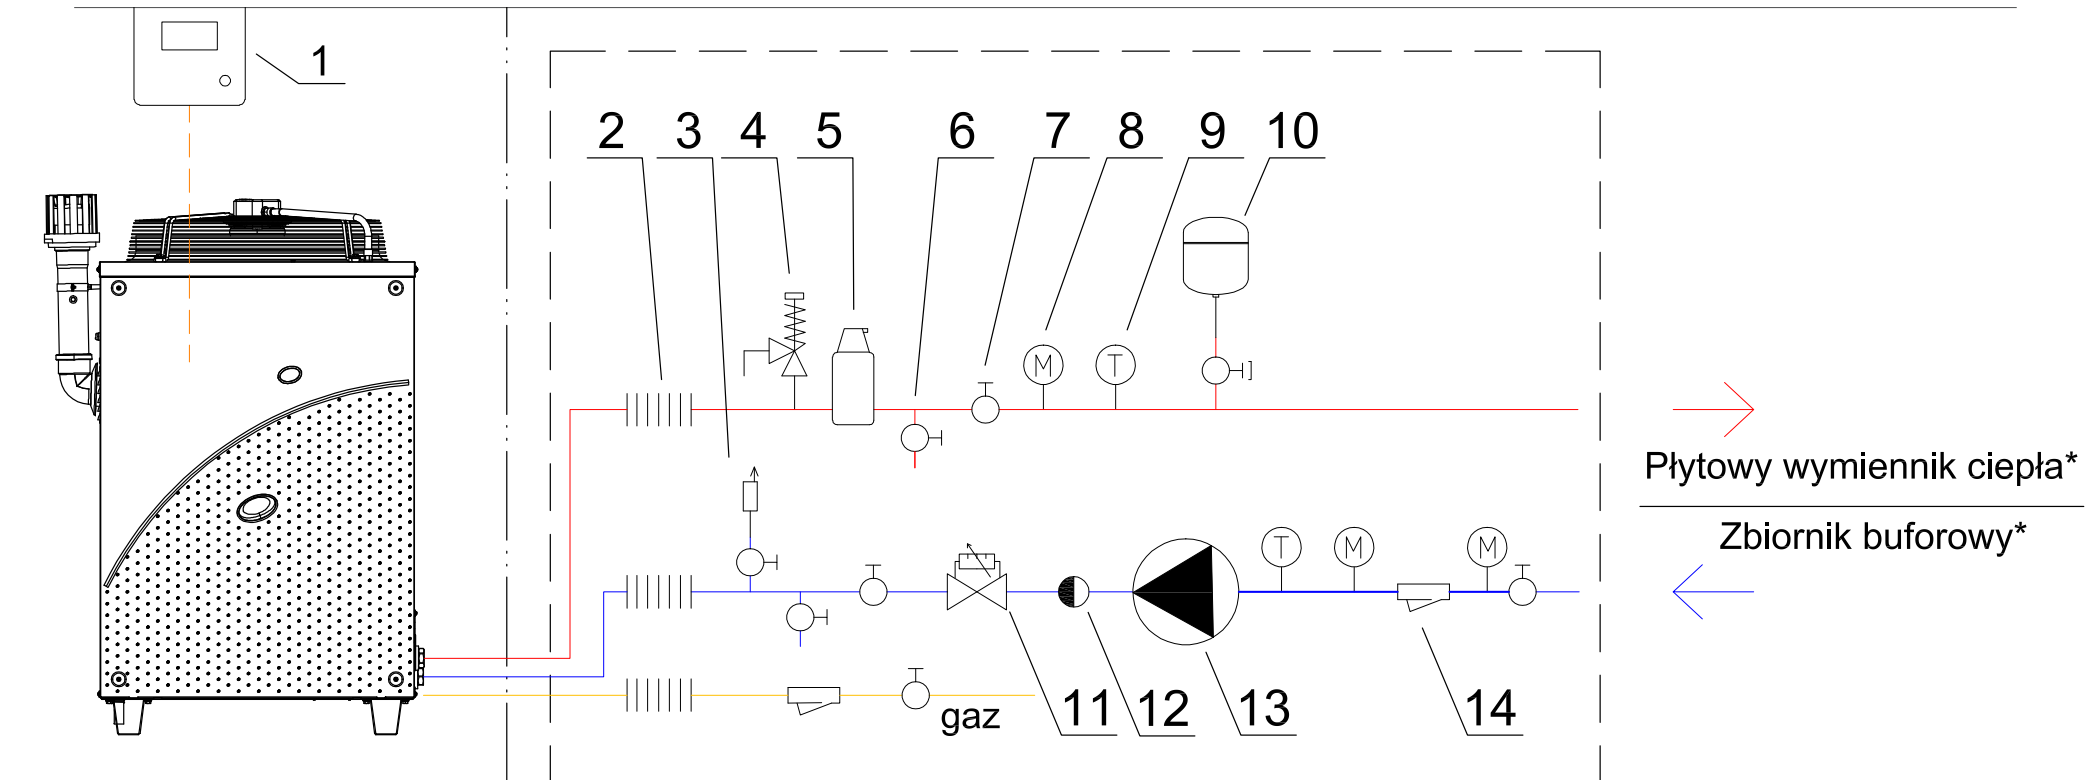 1
2 3 4 5 6 7 8 9 10
M T
Płytowy wymiennik ciepła*
Zbiornik buforowy*
T M M
gaz
11 12 13 14